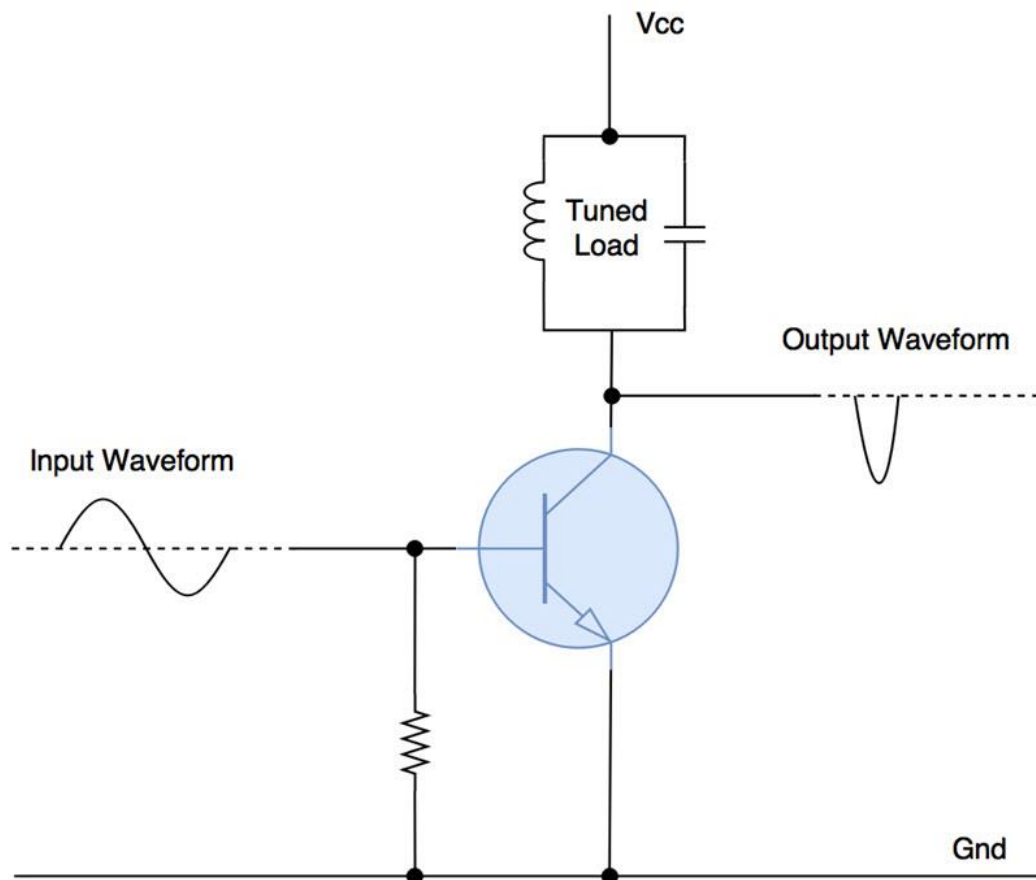 Vcc
Tuned
Load
Output Waveform
Input Waveform
Gnd